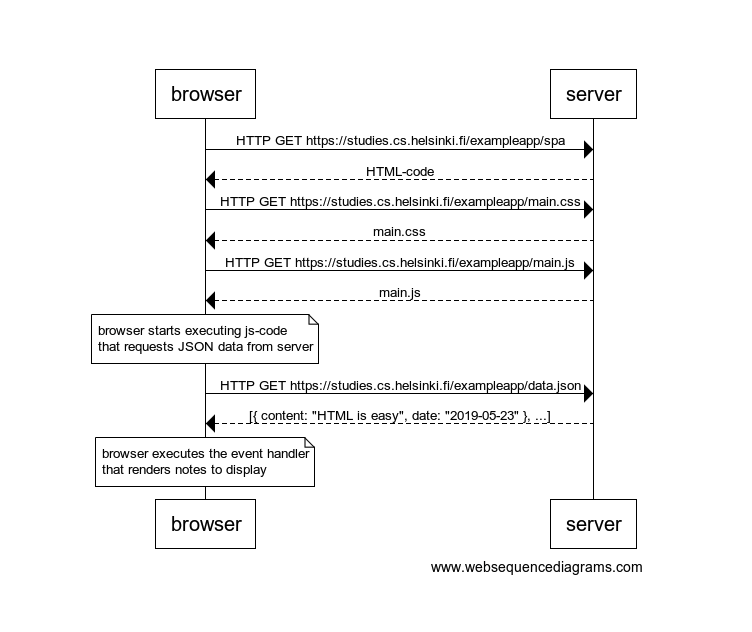 browser
server
HTTP GET https://studies.cs.helsinki.fi/exampleapp/spa
HTML-code
HTTP GET https://studies.cs.helsinki.fi/exampleapp/main.css
main.css
HTTP GET https://studies.cs.helsinki.fi/exampleapp/main.js
main.js
browser starts executing js-code
that requests JSON data from server
HTTP GET https://studies.cs.helsinki.fi/exampleapp/data.json
[{ content: "HTML is easy", date: "2019-05-23" }, ...]
browser executes the event handler
that renders notes to display
browser
server
www.websequencediagrams.com